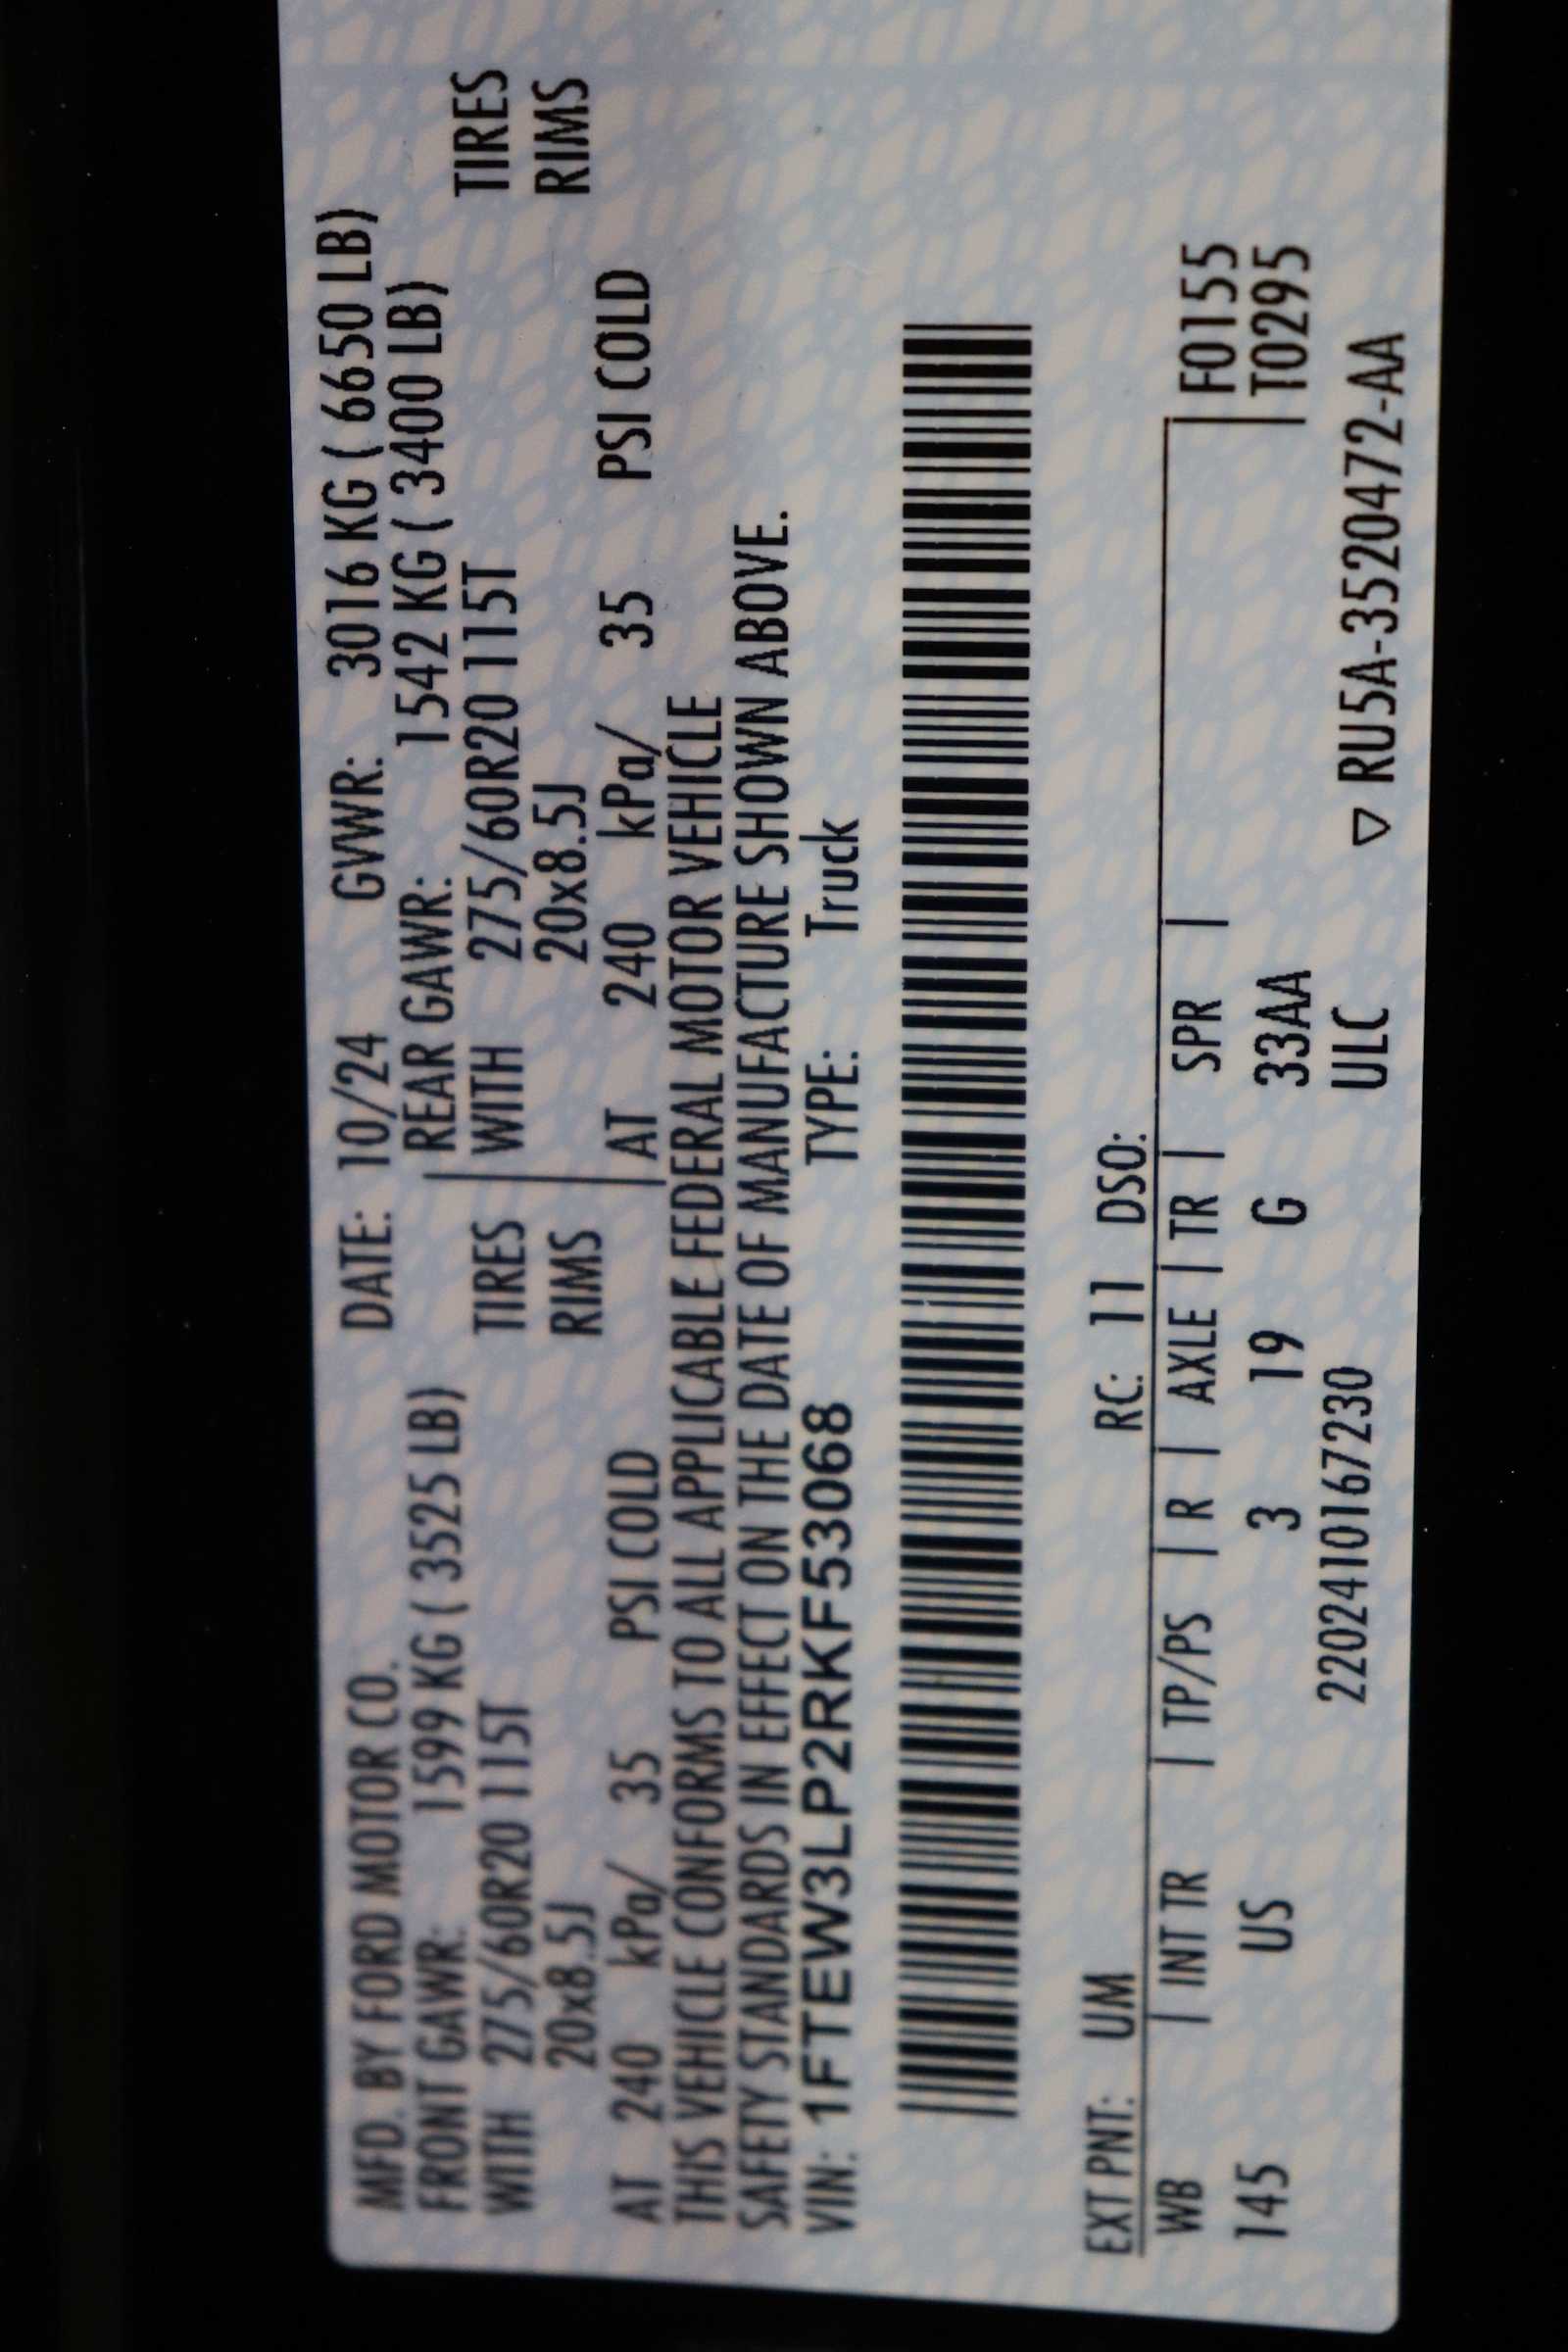 MFD. BY FORD MOTOR CO. DATE: 10/24 GVWR: 3016 KG ( 6650 LB)
FRONT GAWR: 1599 KG ( 3525 LB) REAR GAWR: 1542 KG ( 3400 LB)
WITH 275/60R20 115T TIRES WITH 275/60R20 115T TIRES
20x8.5J RIMS 20x8.5J RIMS
AT 240 kPa/ 35 PSI COLD AT 240 kPa/ 35 PSI COLD
THIS VEHICLE CONFORMS TO ALL APPLICABLE FEDERAL MOTOR VEHICLE
SAFETY STANDARDS IN EFFECT ON THE DATE OF MANUFACTURE SHOWN ABOVE.
VIN: 1FTEW3LP2RKF53068 TYPE: Truck
EXT PNT: UM RC: 11 DSO:
WB | INT TR | TP/PS | R | AXLE | TR | SPR | F0155
145 US 3 19 G 33AA T0295
2202410167230 ULC ▽ RU5A-3520472-AA